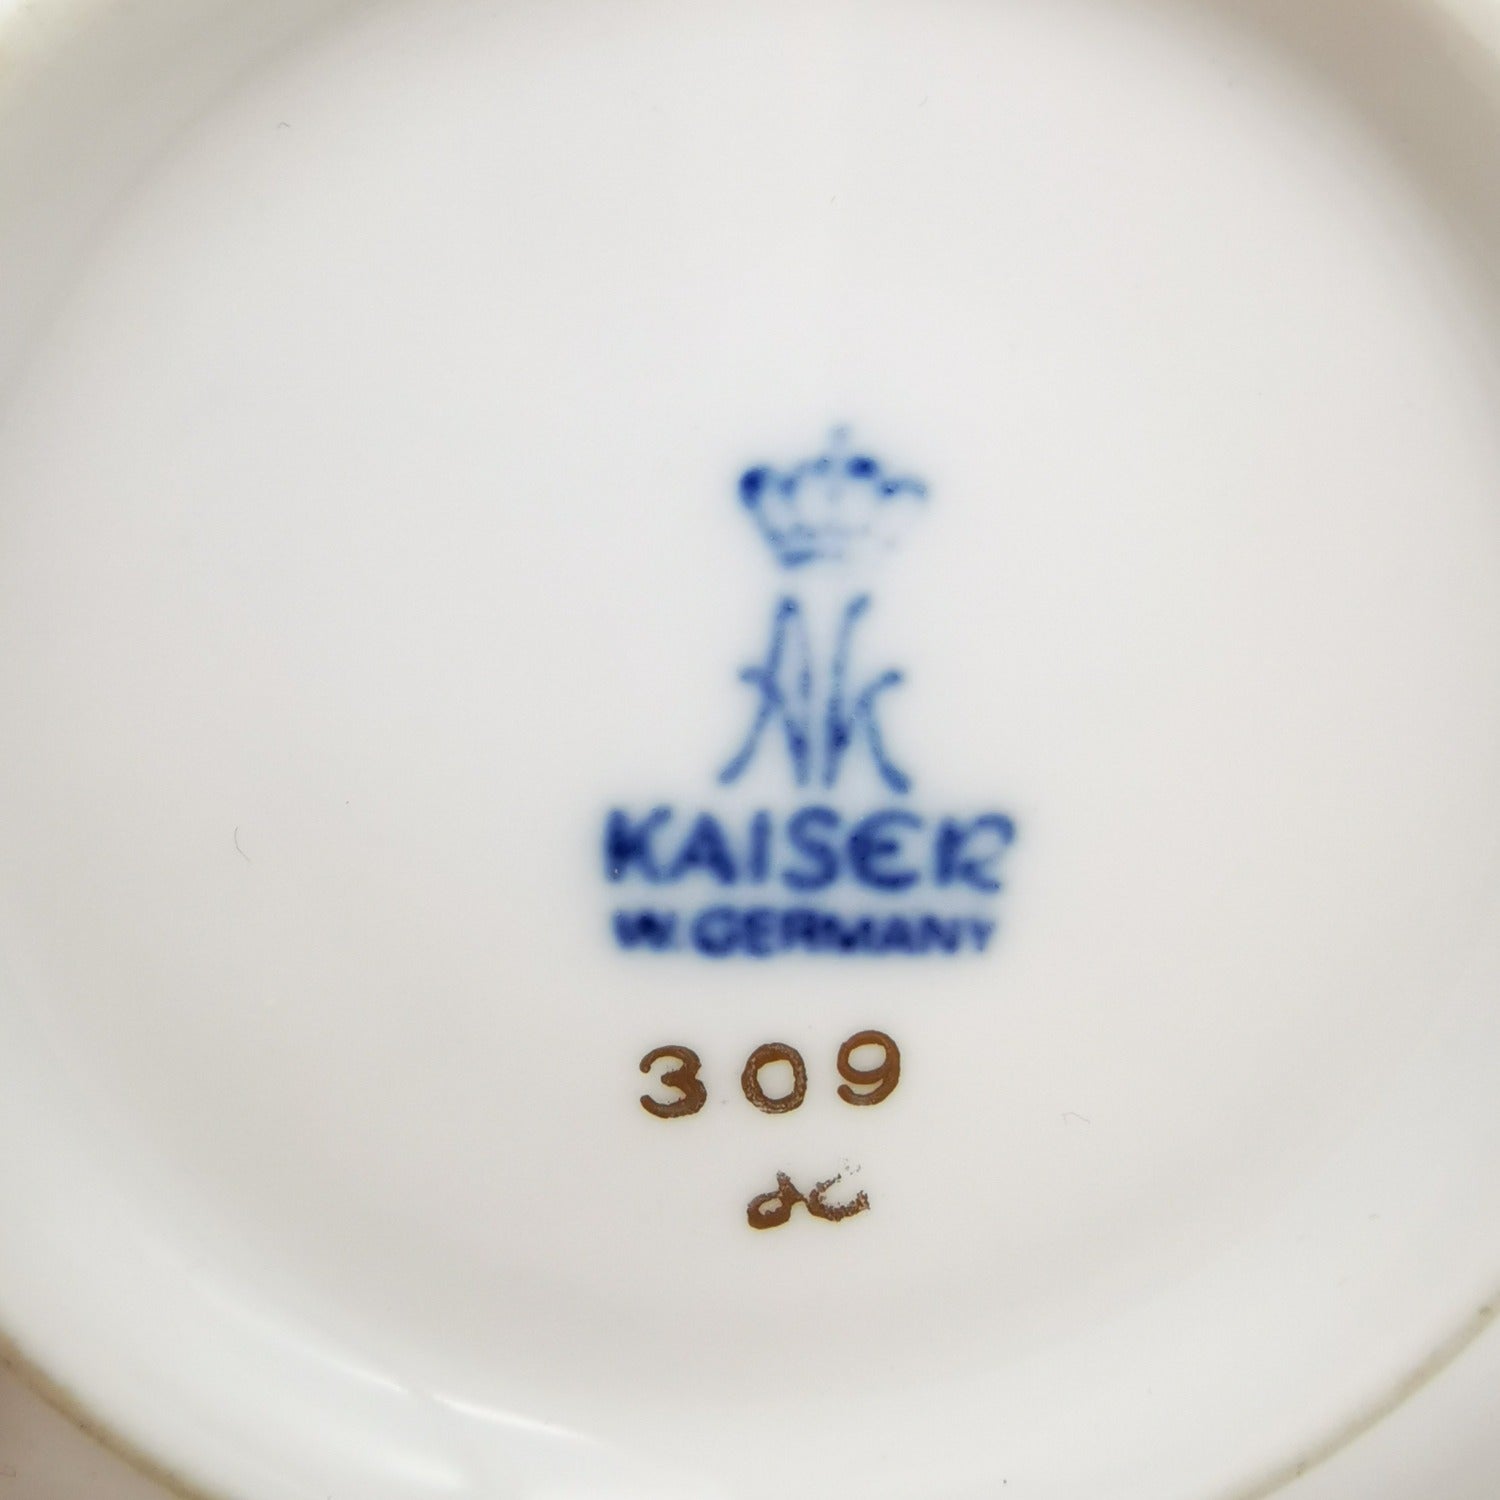 AK
KAISER
W. GERMANY
309